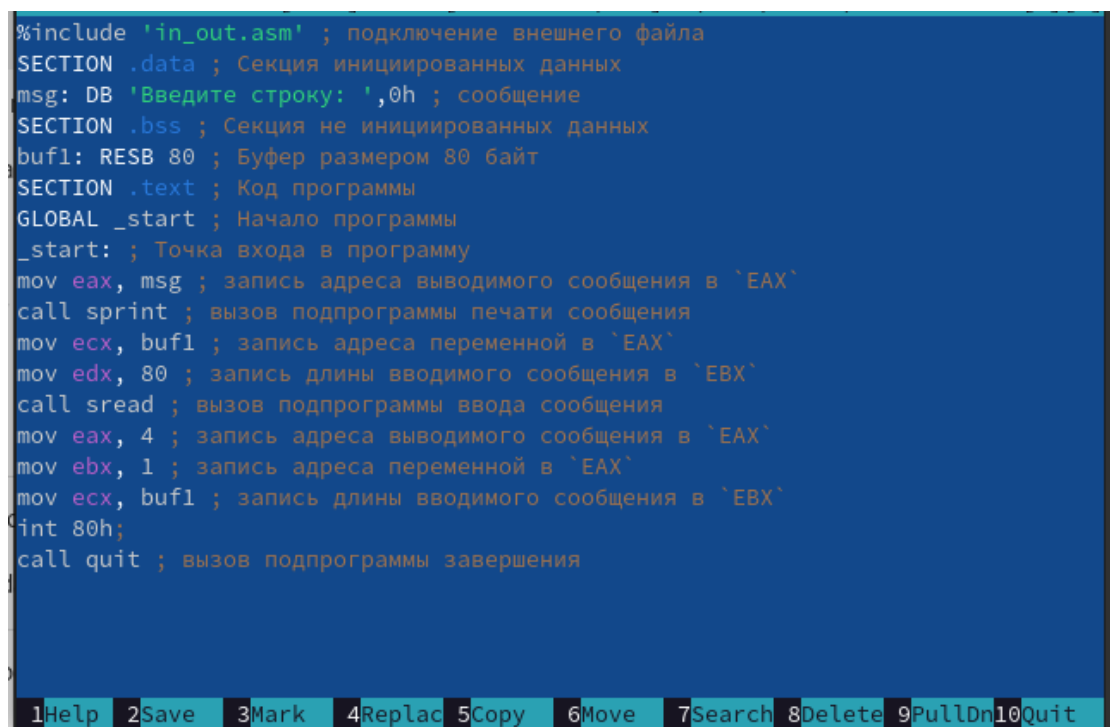 %include 'in_out.asm' ; подключение внешнего файла
SECTION .data ; Секция инициированных данных
msg: DB 'Введите строку: ',0h ; сообщение
SECTION .bss ; Секция не инициированных данных
buf1: RESB 80 ; Буфер размером 80 байт
SECTION .text ; Код программы
GLOBAL _start ; Начало программы
_start: ; Точка входа в программу
mov eax, msg ; запись адреса выводимого сообщения в `EAX`
call sprint ; вызов подпрограммы печати сообщения
mov ecx, buf1 ; запись адреса переменной в `EAX`
mov edx, 80 ; запись длины вводимого сообщения в `EBX`
call sread ; вызов подпрограммы ввода сообщения
mov eax, 4 ; запись адреса выводимого сообщения в `EAX`
mov ebx, 1 ; запись адреса переменной в `EAX`
mov ecx, buf1 ; запись длины вводимого сообщения в `EBX`
int 80h;
call quit ; вызов подпрограммы завершения
1Help 2Save 3Mark 4Replac 5Copy 6Move 7Search 8Delete 9PullDn 10Quit